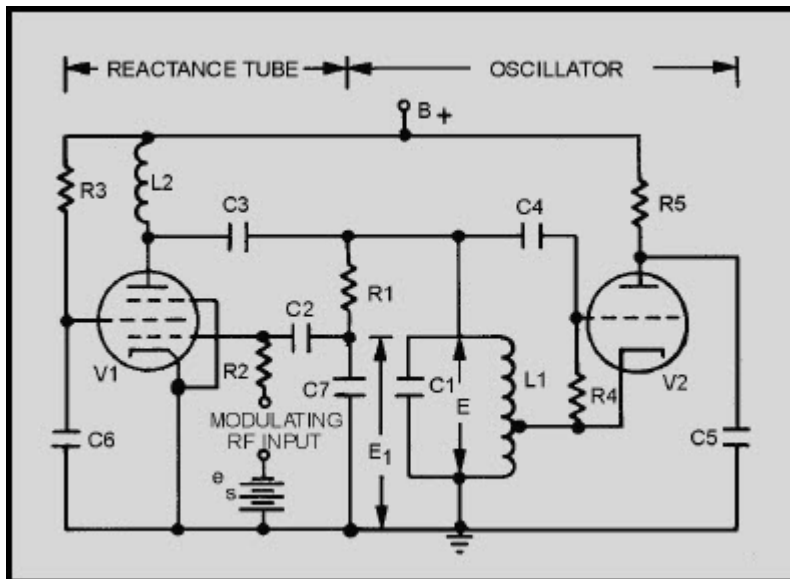 REACTANCE TUBE
OSCILLATOR
B +
R3
L2
C3
C4
R5
R1
C2
V1
R2
C7
C1
E
L1
R4
V2
MODULATING
RF INPUT
E1
C6
C5
es